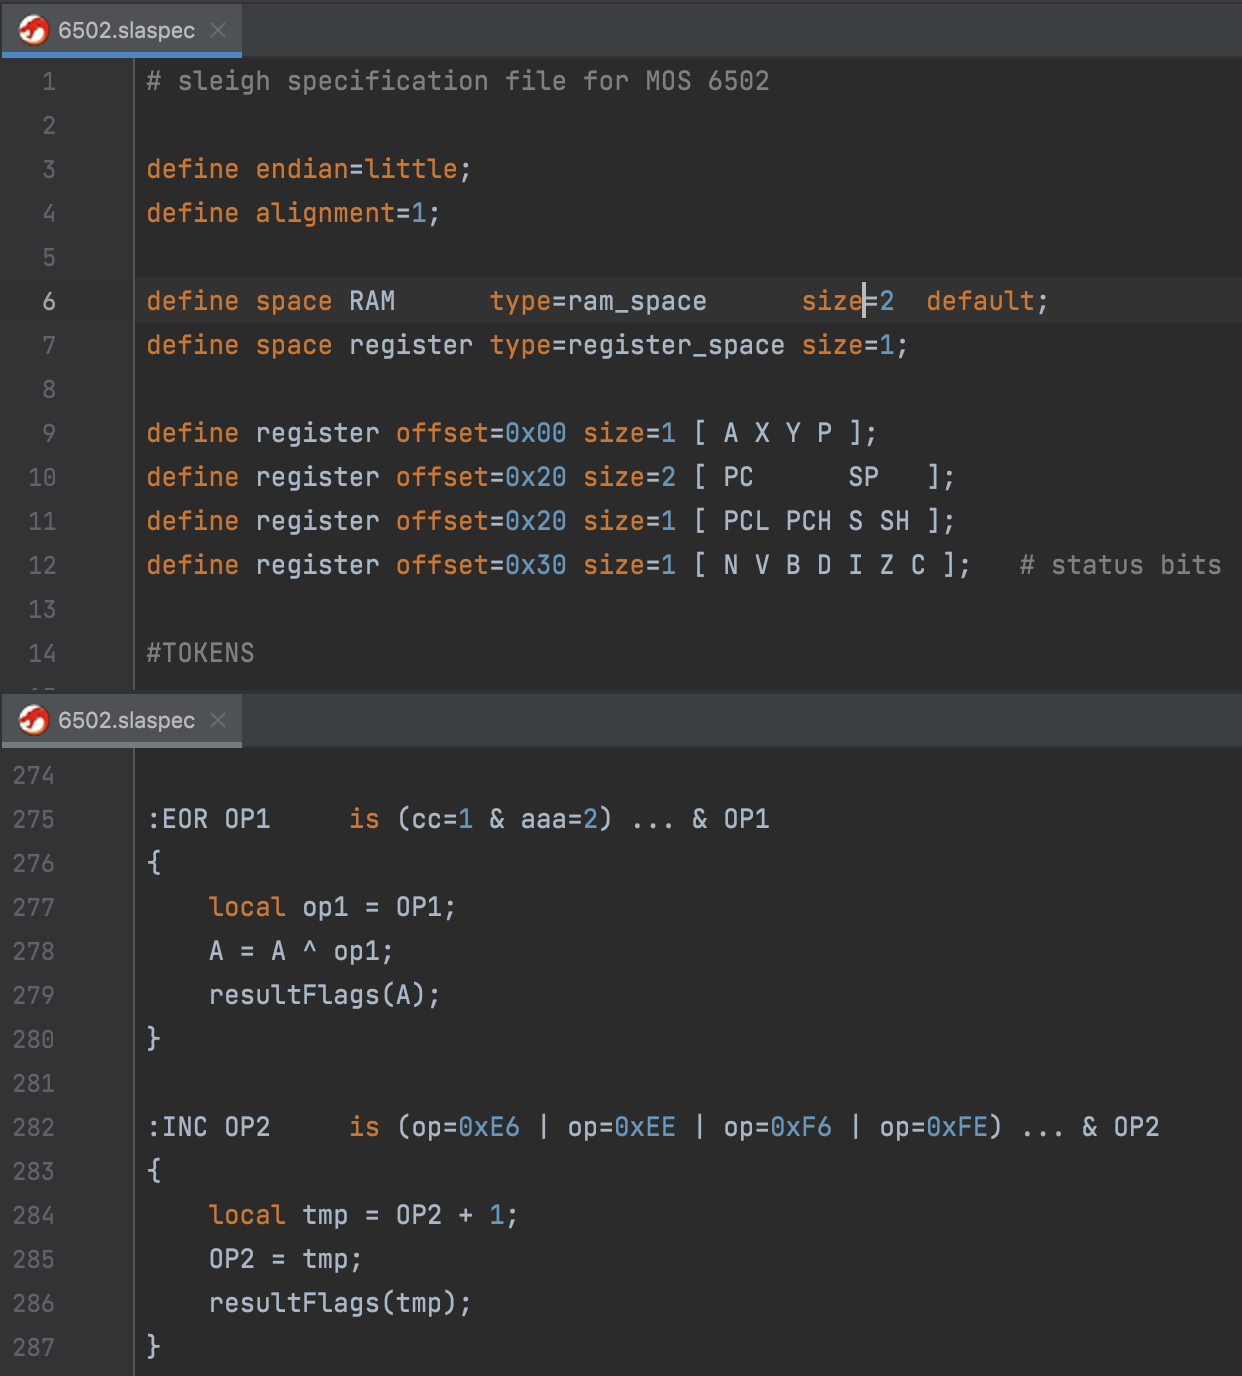 6502.slaspec
1 # sleigh specification file for MOS 6502
2
3 define endian=little;
4 define alignment=1;
5
6 define space RAM      type=ram_space      size=2  default;
7 define space register type=register_space size=1;
8
9 define register offset=0x00 size=1 [ A X Y P ];
10 define register offset=0x20 size=2 [ PC      SP   ];
11 define register offset=0x20 size=1 [ PCL PCH S SH ];
12 define register offset=0x30 size=1 [ N V B D I Z C ];   # status bits
13
14 #TOKENS
6502.slaspec
274
275 :EOR OP1     is (cc=1 & aaa=2) ... & OP1
276 {
277     local op1 = OP1;
278     A = A ^ op1;
279     resultFlags(A);
280 }
281
282 :INC OP2     is (op=0xE6 | op=0xEE | op=0xF6 | op=0xFE) ... & OP2
283 {
284     local tmp = OP2 + 1;
285     OP2 = tmp;
286     resultFlags(tmp);
287 }